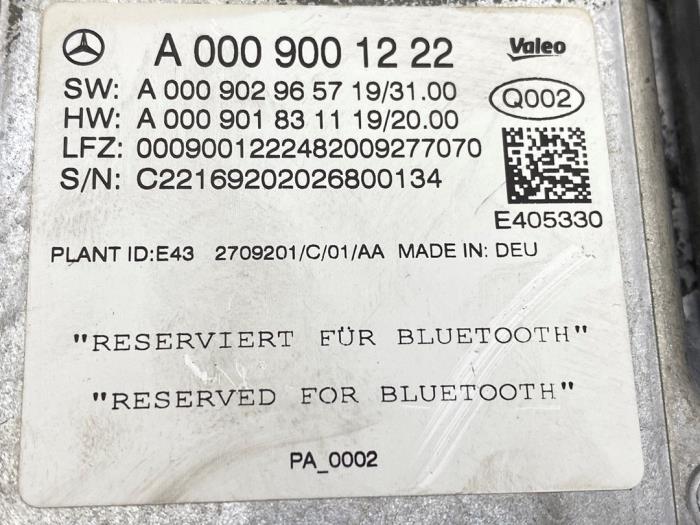 A 000 900 12 22 Valeo
SW: A 000 902 96 57 19/31.00
HW: A 000 901 83 11 19/20.00 Q002
LFZ: 0009001222482009277070
S/N: C22169202026800134
E405330
PLANT ID:E43 2709201/C/01/AA MADE IN: DEU
"RESERVIERT FÜR BLUETOOTH"
"RESERVED FOR BLUETOOTH"
PA_0002